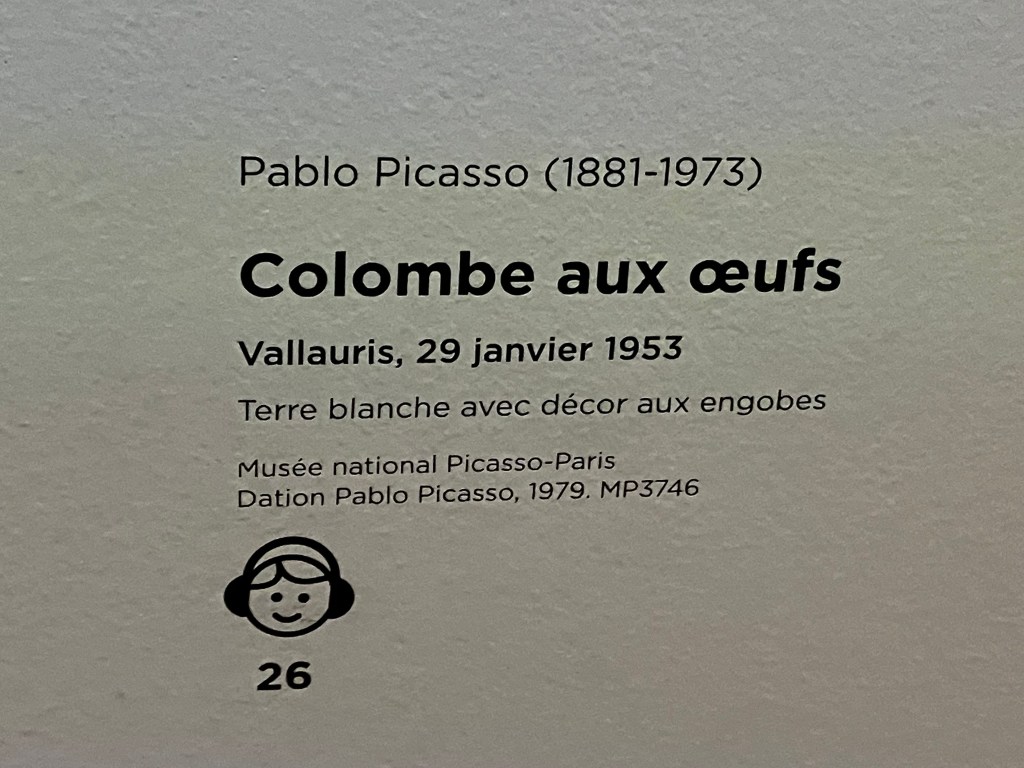 Pablo Picasso (1881-1973)
Colombe aux œufs
Vallauris, 29 janvier 1953
Terre blanche avec décor aux engobes
Musée national Picasso-Paris
Dation Pablo Picasso, 1979. MP3746
26